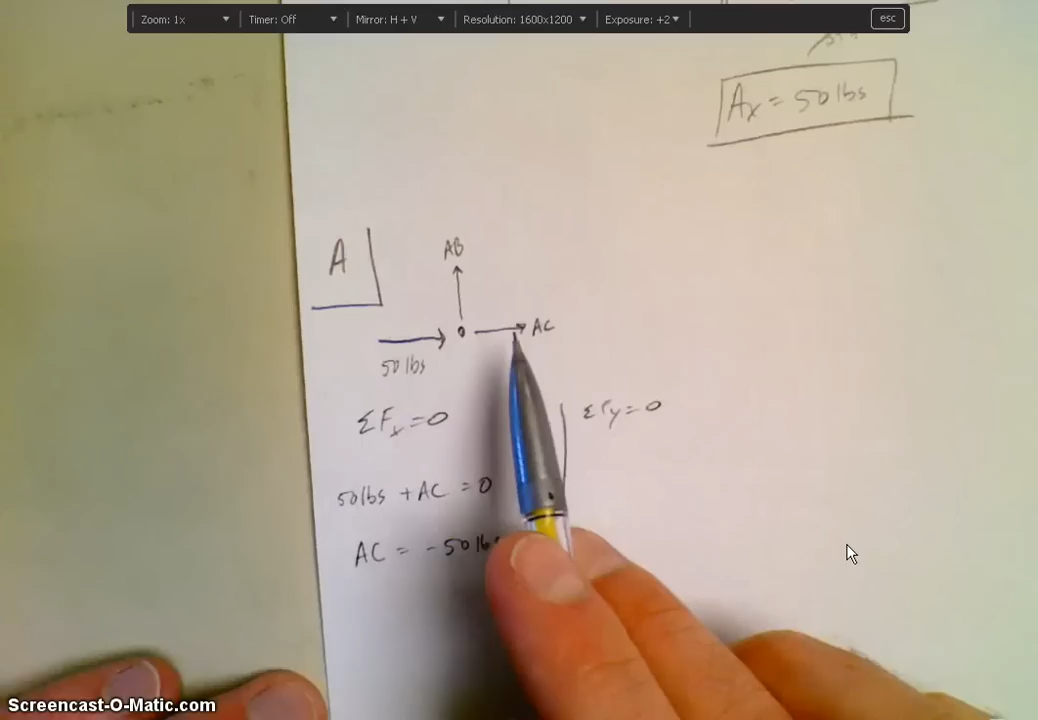 Zoom: 1x Timer: Off Mirror: H + V Resolution: 1600x1200 Exposure: +2 esc
Ax = 50 lbs
A
AB
AC
50 lbs
ΣFx = 0
ΣFy = 0
50 lbs + AC = 0
AC = - 50 lbs
Screencast-O-Matic.com